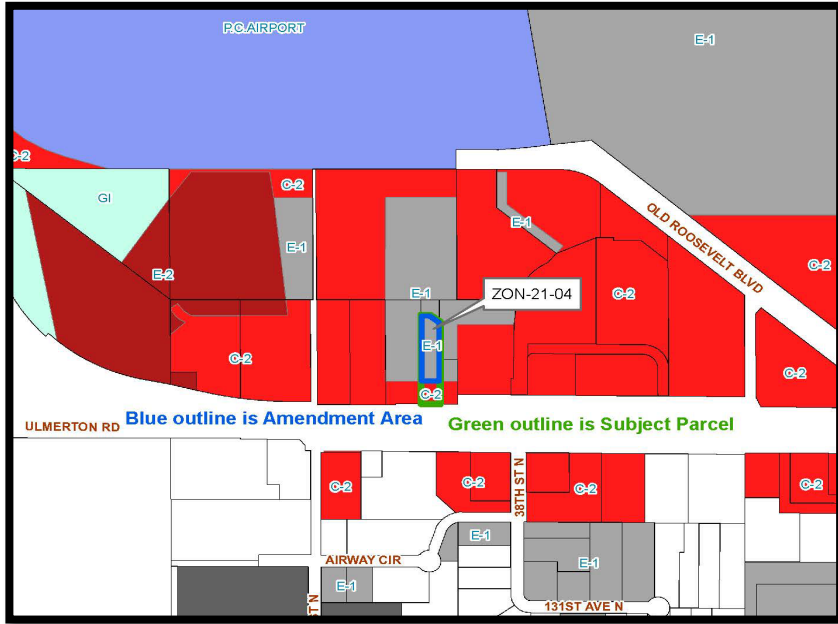 P.C.AIRPORT
E-1
C-2
GI
C-2
E-1
E-1
OLD ROOSEVELT BLVD
C-2
E-2
E-1
ZON-21-04
C-2
C-2
E-1
C-2
C-2
Blue outline is Amendment Area
Green outline is Subject Parcel
ULMERTON RD
C-2
C-2
38TH ST N
C-2
C-2
E-1
AIRWAY CIR
E-1
E-1
ST N
131ST AVE N